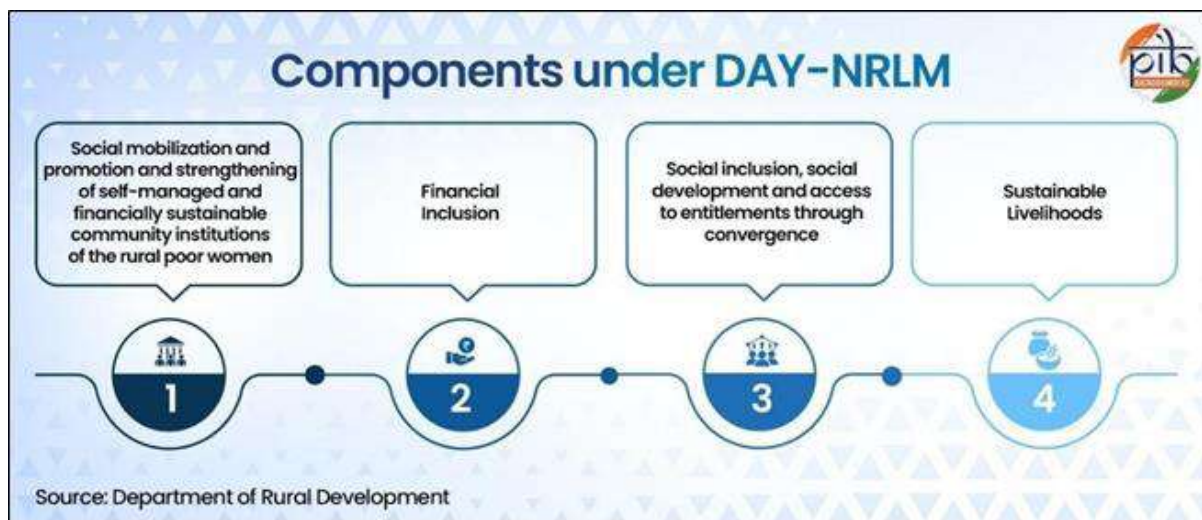 Components under DAY-NRLM
pib
Social mobilization and
promotion and strengthening
of self-managed and
financially sustainable
community institutions
of the rural poor women
Financial
Inclusion
Social inclusion, social
development and access
to entitlements through
convergence
Sustainable
Livelihoods
1
2
3
4
Source: Department of Rural Development